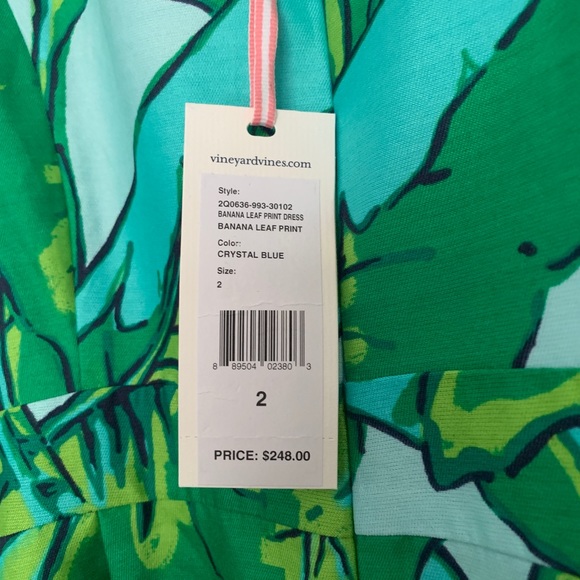 vineyardvines.com
Style:
2Q0636-993-30102
BANANA LEAF PRINT DRESS
BANANA LEAF PRINT
Color:
CRYSTAL BLUE
Size:
2
8 89504 02380 3
2
PRICE: $248.00